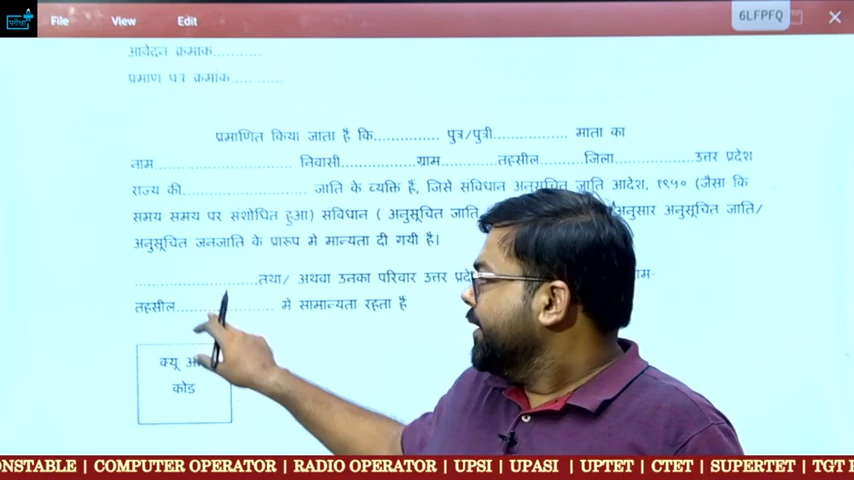 परीक्षा
File View Edit
6LFPFQ
आवेदन क्रमांक...........
प्रमाण पत्र क्रमांक............
प्रमाणित किया जाता है कि............... पुत्र/पुत्री................. माता का
नाम................................ निवासी.................ग्राम.............तहसील..........जिला..................उत्तर प्रदेश
राज्य की............................. जाति के व्यक्ति हैं, जिसे संविधान अनुसूचित जाति आदेश, १९५० (जैसा कि
समय समय पर संशोधित हुआ) संविधान ( अनुसूचित जाति अनुसार अनुसूचित जाति/
अनुसूचित जनजाति के प्रारूप मे मान्यता दी गयी है।
.............................तथा/ अथवा उनका परिवार उत्तर प्रदे
तहसील....................... मे सामान्यता रहता हैं
क्यू
कोड
| COMPUTER OPERATOR | RADIO OPERATOR | UPSI | UPASI | UPTET | CTET | SUPERTET | TGT